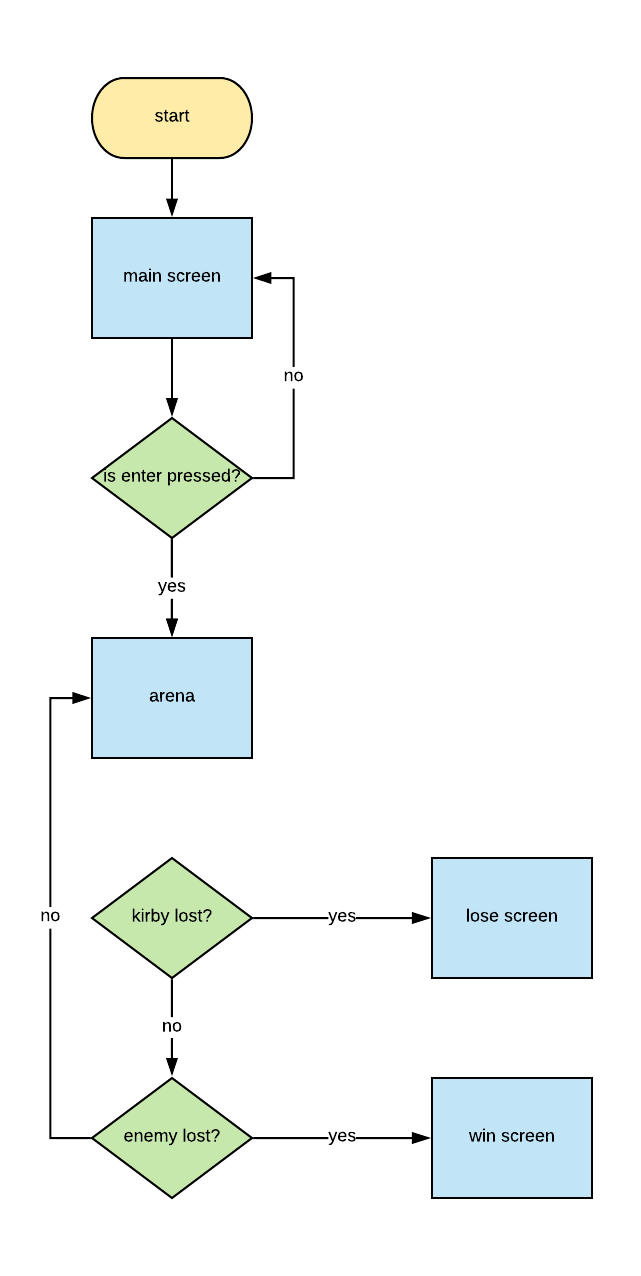 start
main screen
no
is enter pressed?
yes
arena
no
kirby lost?
yes
lose screen
no
enemy lost?
yes
win screen